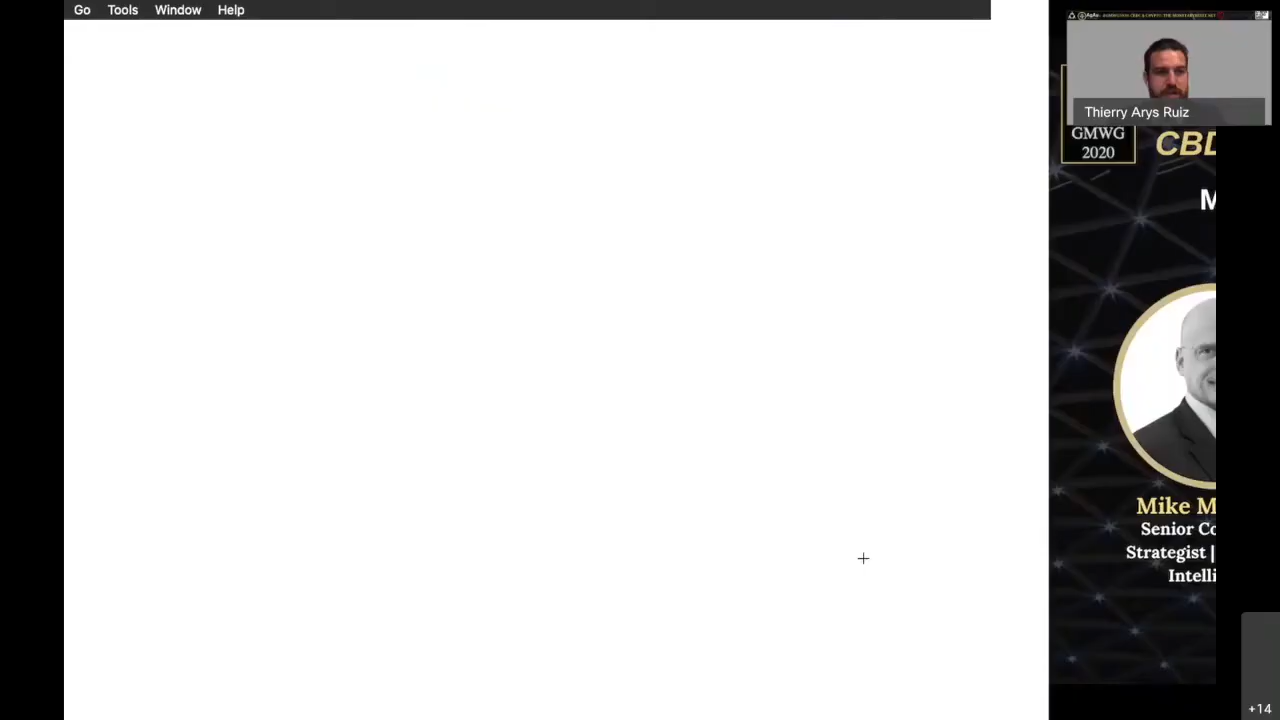 Go Tools Window Help
Thierry Arys Ruiz
GMWG
2020
CBD
M
Mike M
Senior Co
Strategist |
Intelli
+14